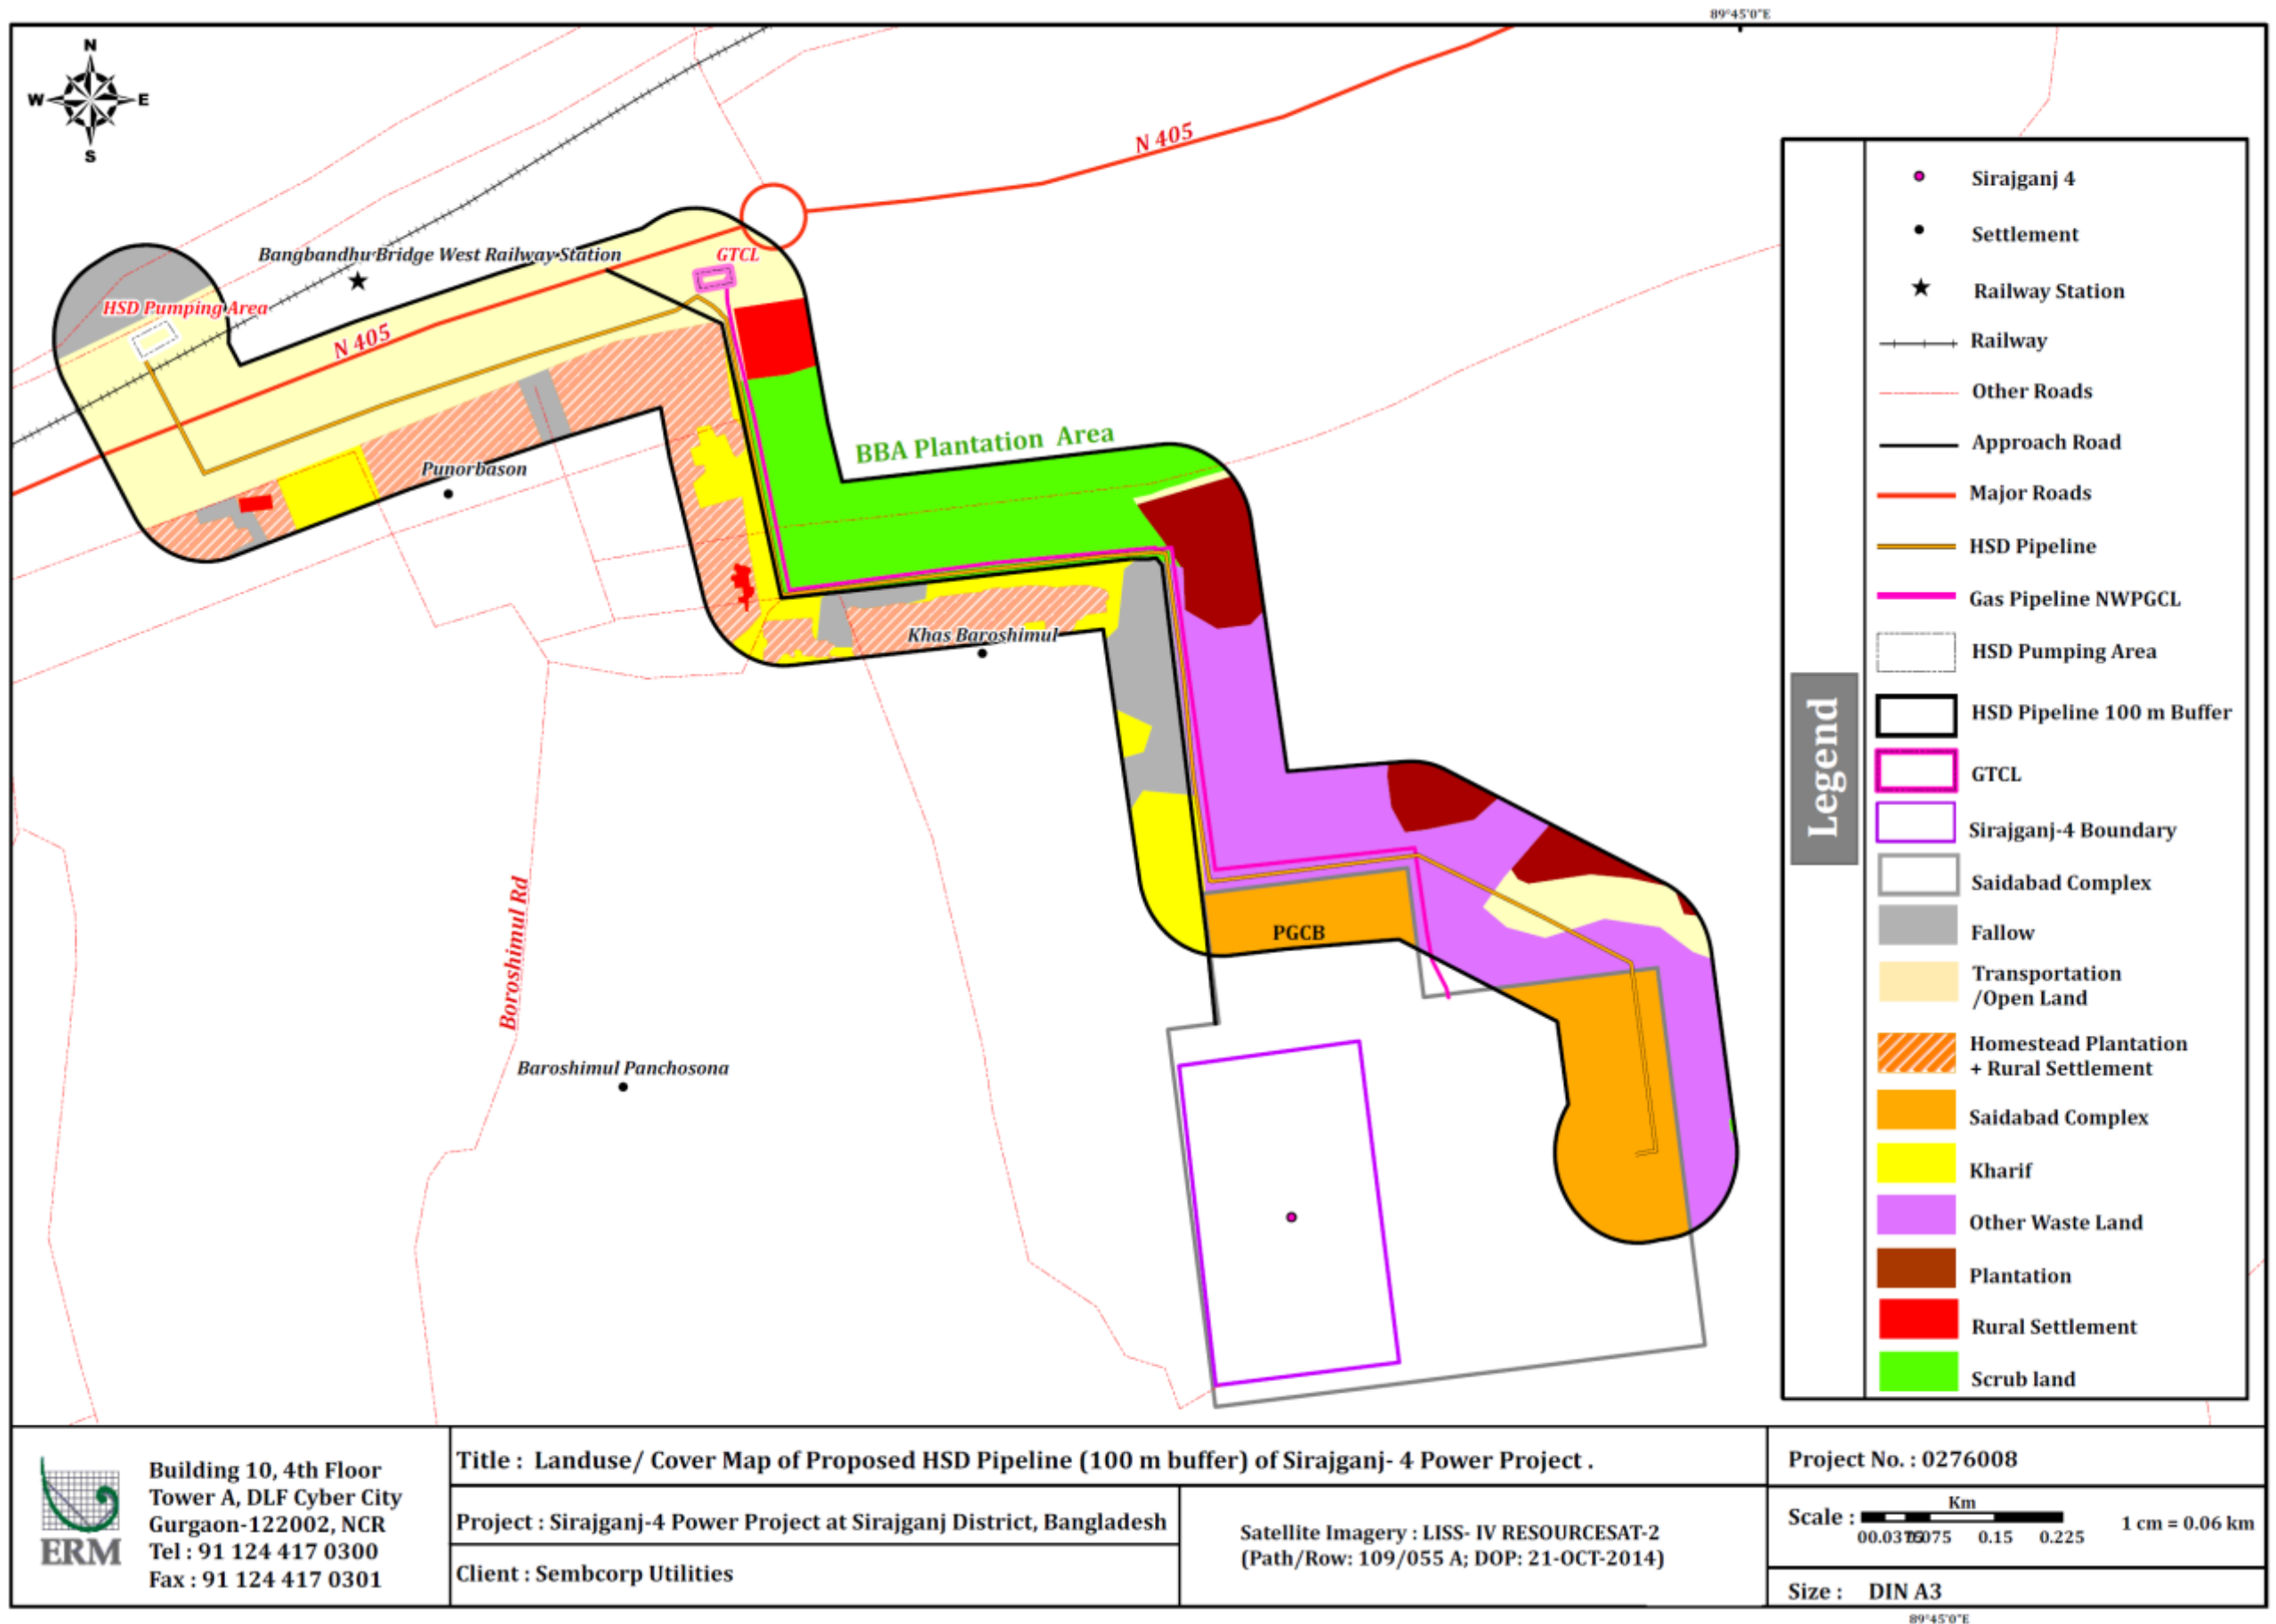 89°45'0"E
N
W E
S
N 405
Bangbandhu Bridge West Railway Station
GTCL
HSD Pumping Area
N 405
BBA Plantation Area
Punorbason
Khas Baroshimul
PGCB
Boroshimul Rd
Baroshimul Panchosona
Legend
Sirajganj 4
Settlement
Railway Station
Railway
Other Roads
Approach Road
Major Roads
HSD Pipeline
Gas Pipeline NWPGCL
HSD Pumping Area
HSD Pipeline 100 m Buffer
GTCL
Sirajganj-4 Boundary
Saidabad Complex
Fallow
Transportation
/Open Land
Homestead Plantation
+ Rural Settlement
Saidabad Complex
Kharif
Other Waste Land
Plantation
Rural Settlement
Scrub land
ERM
Building 10, 4th Floor
Tower A, DLF Cyber City
Gurgaon-122002, NCR
Tel : 91 124 417 0300
Fax : 91 124 417 0301
Title : Landuse/ Cover Map of Proposed HSD Pipeline (100 m buffer) of Sirajganj- 4 Power Project .
Project : Sirajganj-4 Power Project at Sirajganj District, Bangladesh
Client : Sembcorp Utilities
Satellite Imagery : LISS- IV RESOURCESAT-2
(Path/Row: 109/055 A; DOP: 21-OCT-2014)
Project No. : 0276008
Km
Scale :
0.15 0.225
1 cm = 0.06 km
Size : DIN A3
89°45'0"E